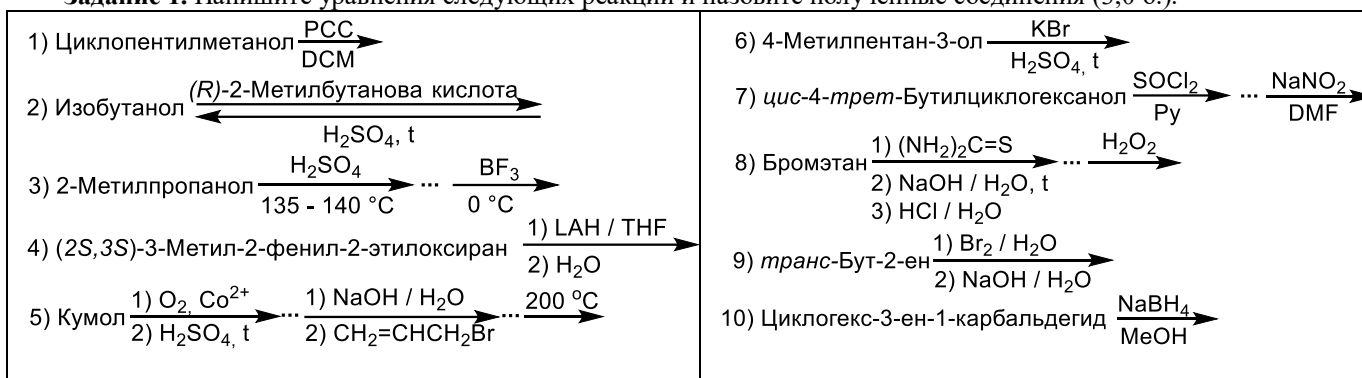 Задание 1. Напишите уравнения следующих реакций и назовите полученные соединения (5,0 б.).
1) Циклопентилметанол PCC
DCM
2) Изобутанол (R)-2-Метилбутанова кислота
H2SO4, t
3) 2-Метилпропанол H2SO4 ... BF3
135 - 140 °C 0 °C
4) (2S,3S)-3-Метил-2-фенил-2-этилоксиран 1) LAH / THF
2) H2O
5) Кумол 1) O2, Co2+ ... 1) NaOH / H2O ... 200 °C
2) H2SO4, t 2) CH2=CHCH2Br
6) 4-Метилпентан-3-ол KBr
H2SO4, t
7) цис-4-трет-Бутилциклогексанол SOCl2 ... NaNO2
Py DMF
8) Бромэтан 1) (NH2)2C=S ... H2O2
2) NaOH / H2O, t
3) HCl / H2O
9) транс-Бут-2-ен 1) Br2 / H2O
2) NaOH / H2O
10) Циклогекс-3-ен-1-карбальдегид NaBH4
MeOH